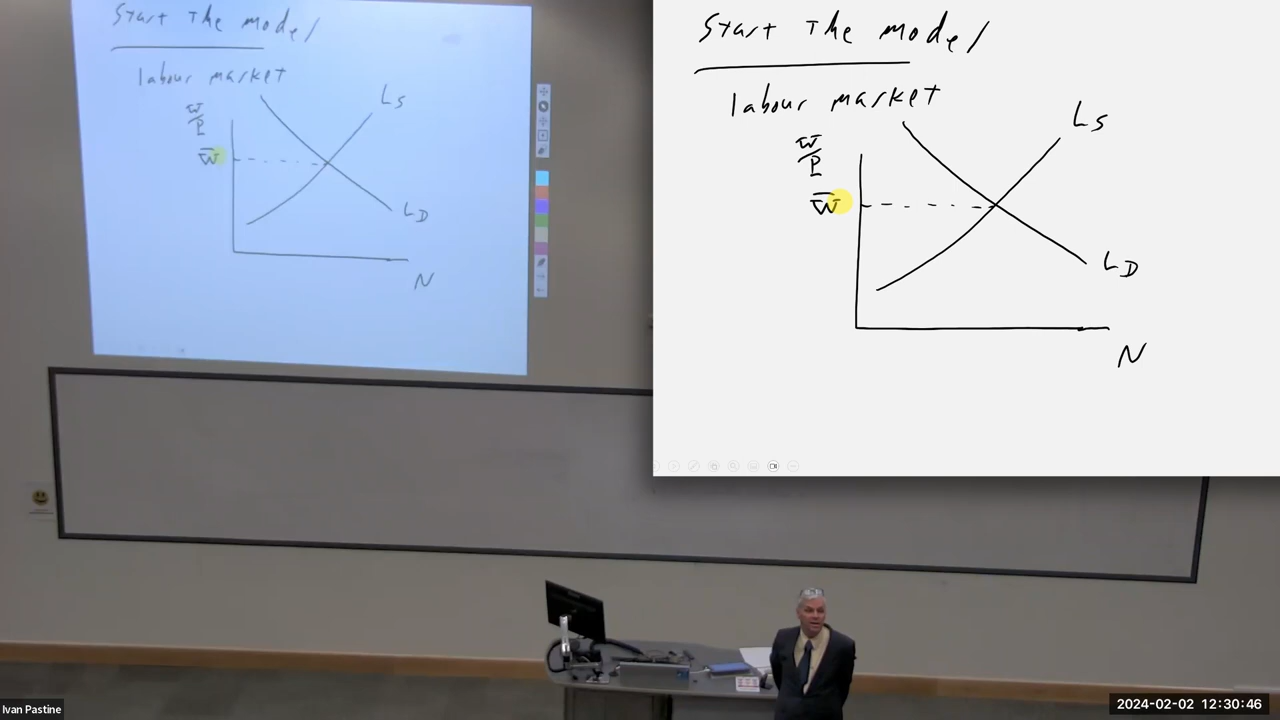 Start The model
labour market
W
P
W̄
LS
LD
N
Start The model
labour market
W
P
W̄
LS
LD
N
Ivan Pastine
2024-02-02 12:30:46